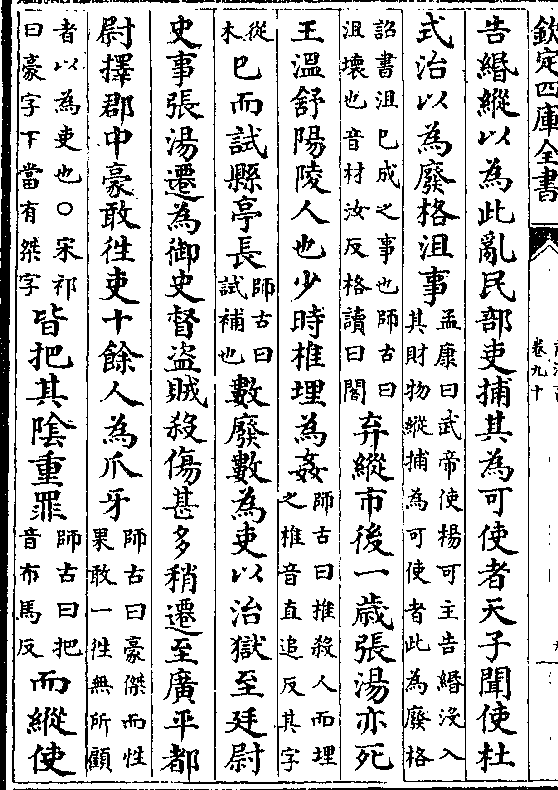 欽定四庫全書
卷九十
告緡縱以為此亂民部吏捕其為可使者天子聞使杜
式治以為廢格沮事孟康曰武帝使楊可主告緡没入其財物縱捕為可使者此為廢格
詔書沮已成之事也師古曰沮壞也音材汝反格讀曰閣弃縱市後一歳張湯亦死
王溫舒陽陵人也少時椎埋為姦師古曰椎殺人而埋之椎音直追反其字
從木已而試縣亭長師古曰試補也數廢數為吏以治獄至廷尉
史事張湯遷為御史督盗賊殺傷甚多稍遷至廣平都
尉擇郡中豪敢徃吏十餘人為爪牙師古曰豪傑而性果敢一徃無所顧
者以為吏也〇宋祁曰豪字下當有桀字皆把其陰重罪師古曰把音布馬反而縱使